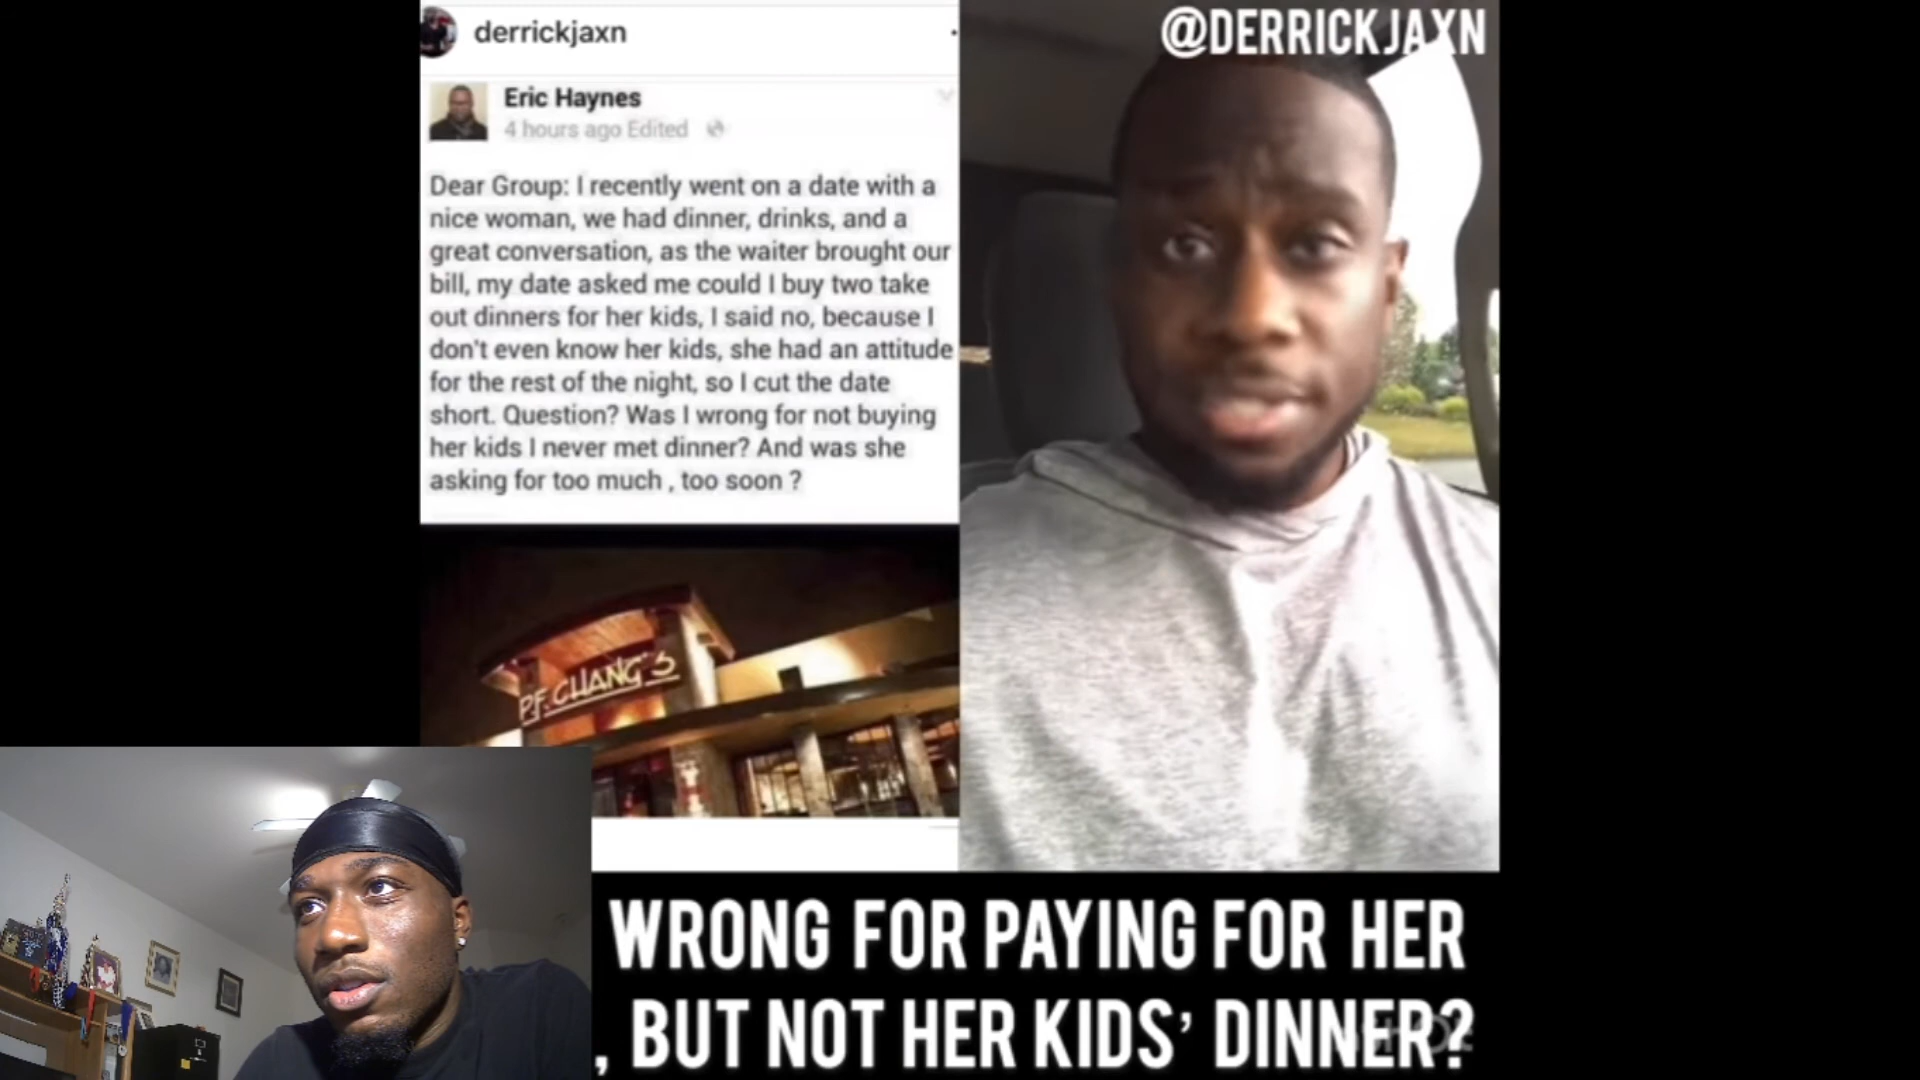 derrickjaxn
@DERRICKJAXN
Eric Haynes
4 hours ago Edited
Dear Group: I recently went on a date with a
nice woman, we had dinner, drinks, and a
great conversation, as the waiter brought our
bill, my date asked me could I buy two take
out dinners for her kids, I said no, because I
don't even know her kids, she had an attitude
for the rest of the night, so I cut the date
short. Question? Was I wrong for not buying
her kids I never met dinner? And was she
asking for too much , too soon ?
P.F. CHANG'S
WRONG FOR PAYING FOR HER
, BUT NOT HER KIDS' DINNER?